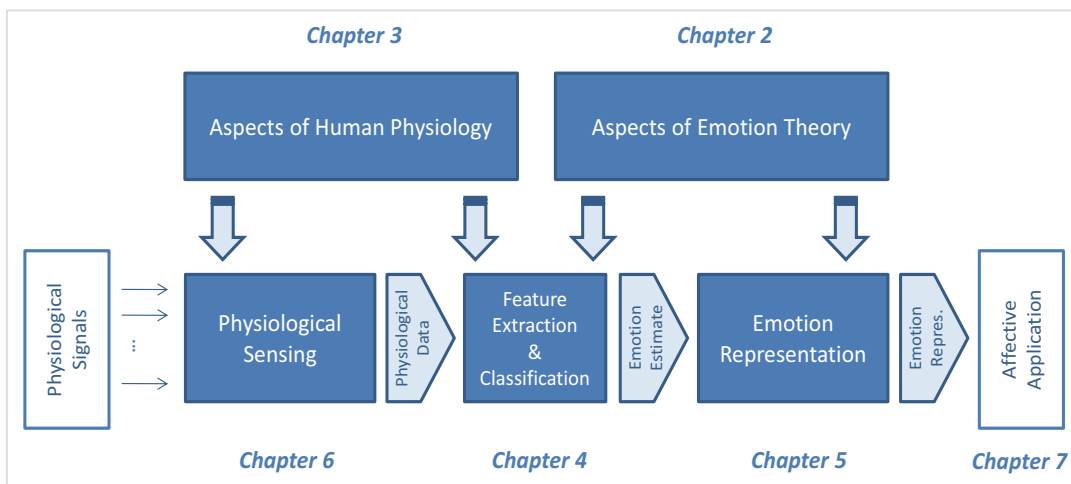 Chapter 3
Chapter 2
Aspects of Human Physiology
Aspects of Emotion Theory
Physiological
Signals
...
Physiological
Sensing
Physiological
Data
Feature
Extraction
&
Classification
Emotion
Estimate
Emotion
Representation
Emotion
Repres.
Affective
Application
Chapter 6
Chapter 4
Chapter 5
Chapter 7